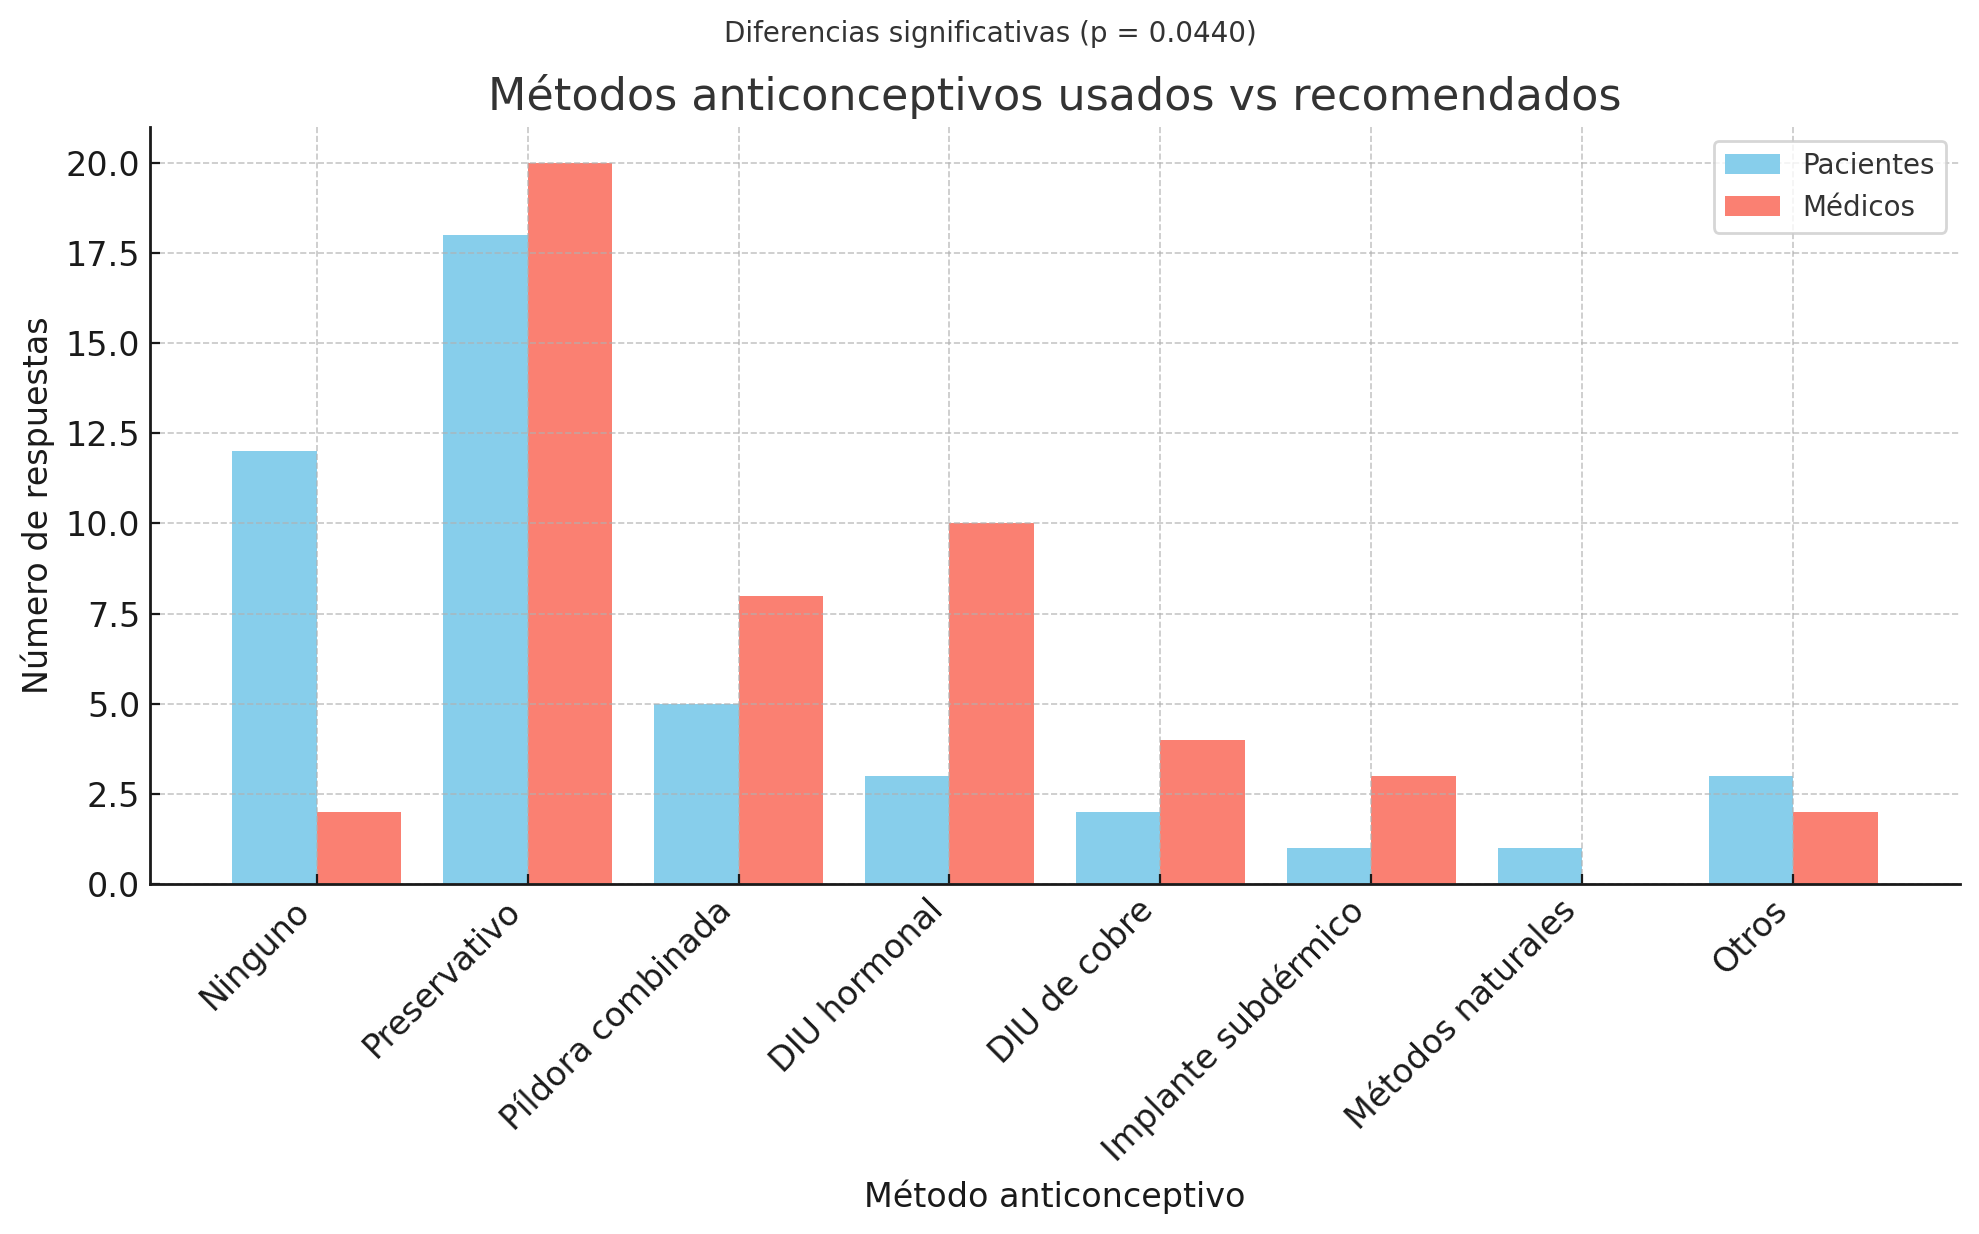 Diferencias significativas (p = 0.0440)
Métodos anticonceptivos usados vs recomendados
Pacientes
Médicos
Número de respuestas
20.0
17.5
15.0
12.5
10.0
7.5
5.0
2.5
0.0
Ninguno
Preservativo
Píldora combinada
DIU hormonal
DIU de cobre
Implante subdérmico
Métodos naturales
Otros
Método anticonceptivo